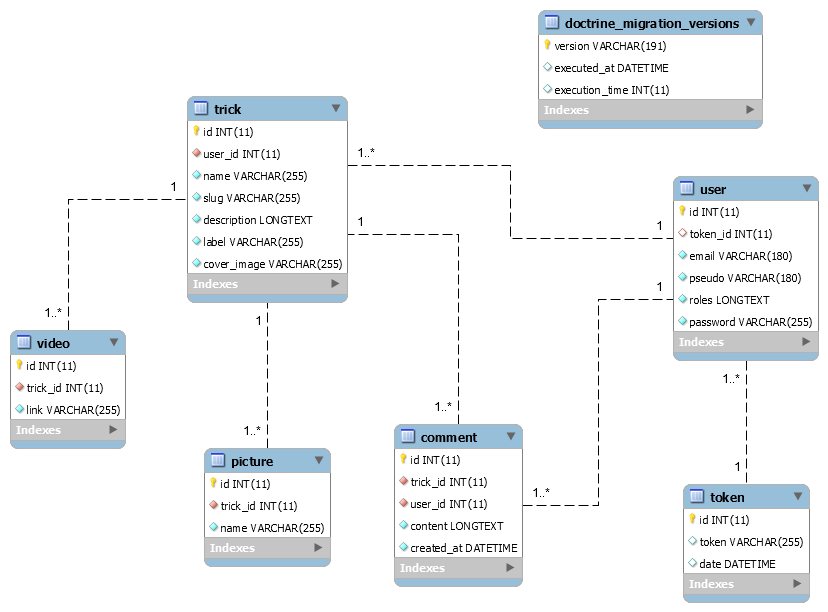 doctrine_migration_versions
version VARCHAR(191)
executed_at DATETIME
execution_time INT(11)
Indexes
trick
id INT(11)
user_id INT(11)
name VARCHAR(255)
slug VARCHAR(255)
description LONGTEXT
label VARCHAR(255)
cover_image VARCHAR(255)
Indexes
1..*
1
1
1
1..*
1
1..*
1..*
user
id INT(11)
token_id INT(11)
email VARCHAR(180)
pseudo VARCHAR(180)
roles LONGTEXT
password VARCHAR(255)
Indexes
1
1
1..*
1
video
id INT(11)
trick_id INT(11)
link VARCHAR(255)
Indexes
picture
id INT(11)
trick_id INT(11)
name VARCHAR(255)
Indexes
comment
id INT(11)
trick_id INT(11)
user_id INT(11)
content LONGTEXT
created_at DATETIME
Indexes
1..*
token
id INT(11)
token VARCHAR(255)
date DATETIME
Indexes